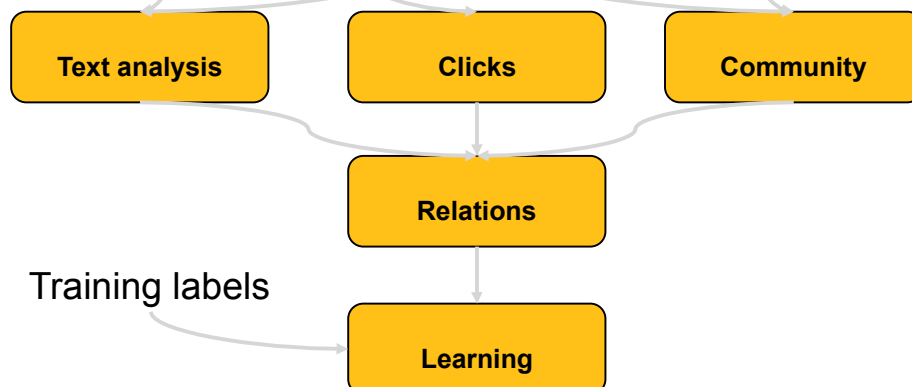 Text analysis
Clicks
Community
Relations
Training labels
Learning